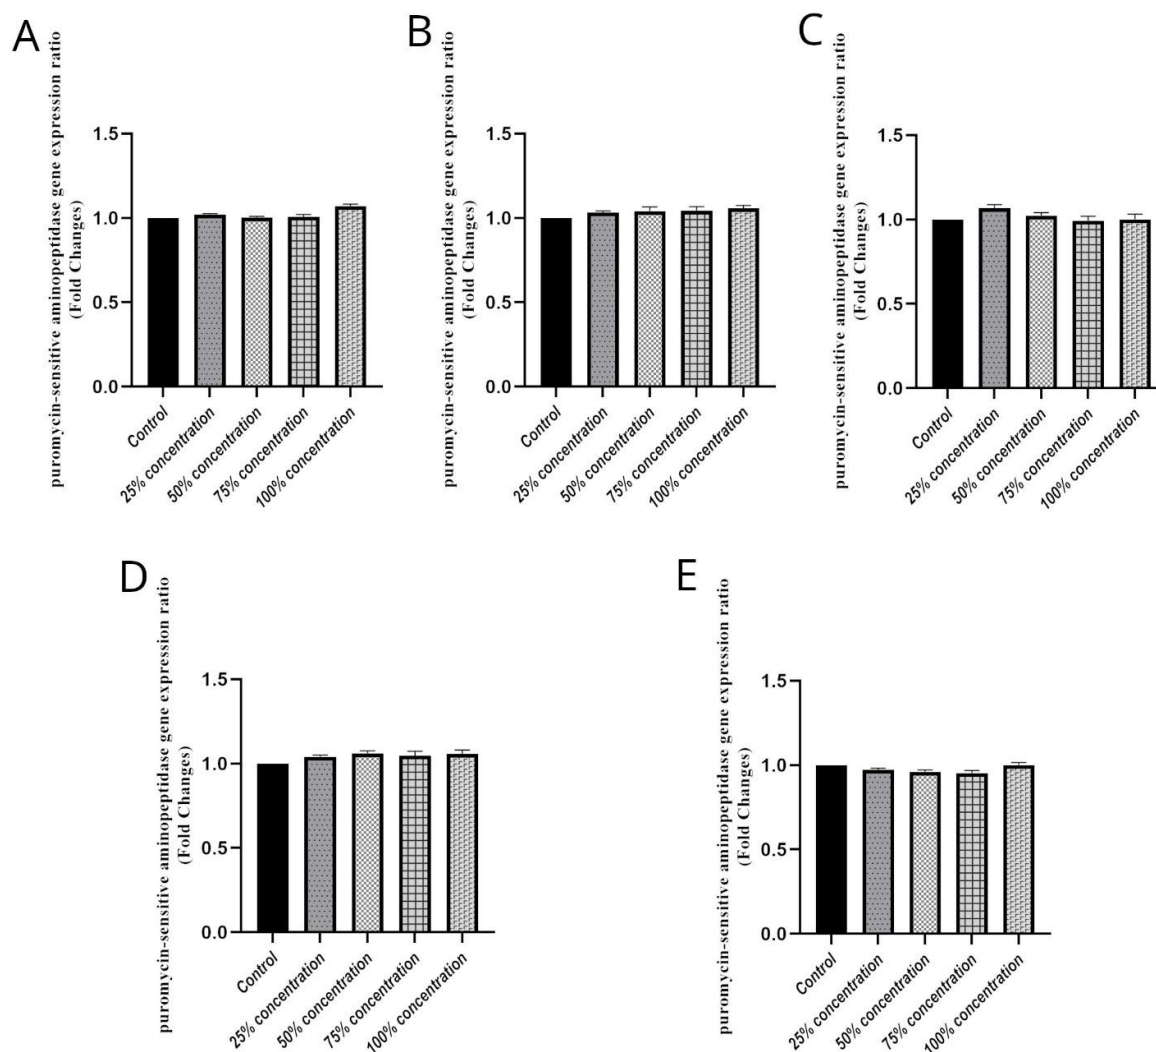 A
puromycin-sensitive aminopeptidase gene expression ratio
(Fold Changes)
1.5
1.0
0.5
0.0
Control
25% concentration
50% concentration
75% concentration
100% concentration
B
puromycin-sensitive aminopeptidase gene expression ratio
(Fold Changes)
1.5
1.0
0.5
0.0
Control
25% concentration
50% concentration
75% concentration
100% concentration
C
puromycin-sensitive aminopeptidase gene expression ratio
(Fold Changes)
1.5
1.0
0.5
0.0
Control
25% concentration
50% concentration
75% concentration
100% concentration
D
puromycin-sensitive aminopeptidase gene expression ratio
(Fold Changes)
1.5
1.0
0.5
0.0
Control
25% concentration
50% concentration
75% concentration
100% concentration
E
puromycin-sensitive aminopeptidase gene expression ratio
(Fold Changes)
1.5
1.0
0.5
0.0
Control
25% concentration
50% concentration
75% concentration
100% concentration